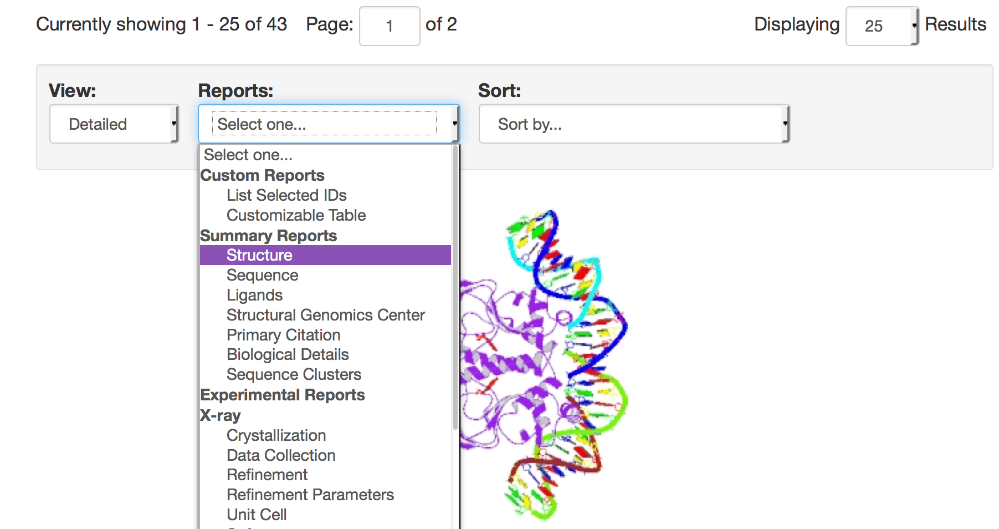 Currently showing 1 - 25 of 43 Page: 1 of 2 Displaying 25 Results
View: Reports: Sort:
Detailed Select one... Sort by...
Select one...
Custom Reports
List Selected IDs
Customizable Table
Summary Reports
Structure
Sequence
Ligands
Structural Genomics Center
Primary Citation
Biological Details
Sequence Clusters
Experimental Reports
X-ray
Crystallization
Data Collection
Refinement
Refinement Parameters
Unit Cell